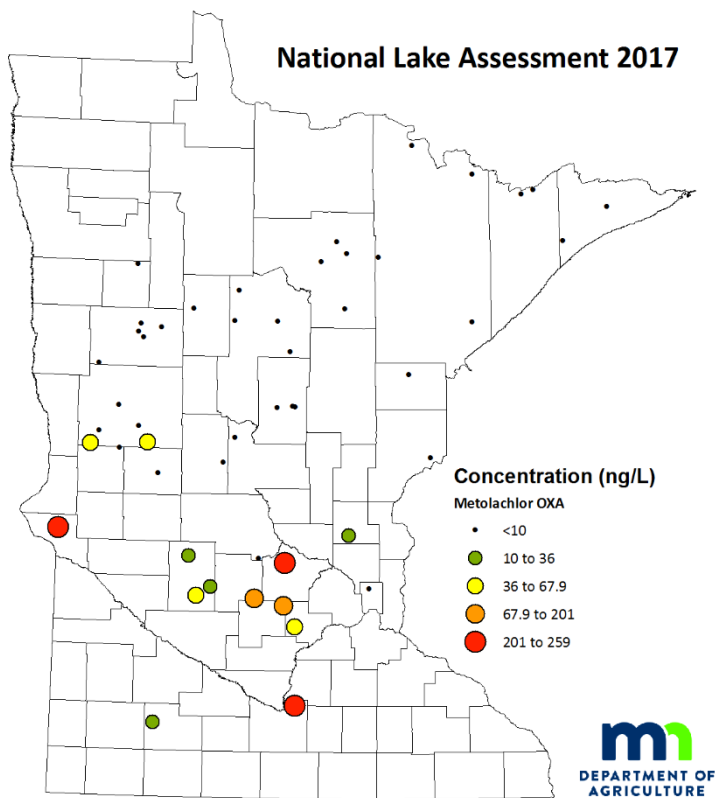 National Lake Assessment 2017
Concentration (ng/L)
Metolachlor OXA
<10
10 to 36
36 to 67.9
67.9 to 201
201 to 259
mn
DEPARTMENT OF
AGRICULTURE